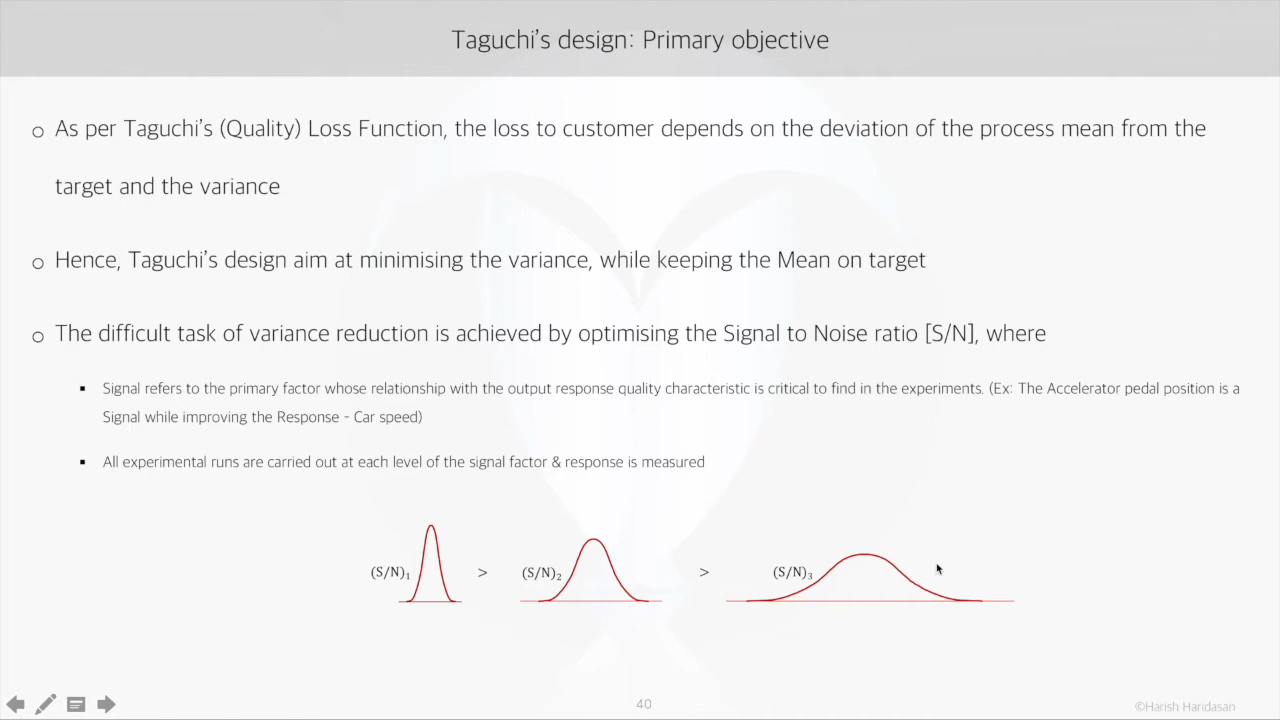 Taguchi's design: Primary objective
○ As per Taguchi's (Quality) Loss Function, the loss to customer depends on the deviation of the process mean from the
target and the variance
○ Hence, Taguchi's design aim at minimising the variance, while keeping the Mean on target
○ The difficult task of variance reduction is achieved by optimising the Signal to Noise ratio [S/N], where
▪ Signal refers to the primary factor whose relationship with the output response quality characteristic is critical to find in the experiments. (Ex: The Accelerator pedal position is a
Signal while improving the Response - Car speed)
▪ All experimental runs are carried out at each level of the signal factor & response is measured
(S/N)₁ > (S/N)₂ > (S/N)₃
40
©Harish Haridasan